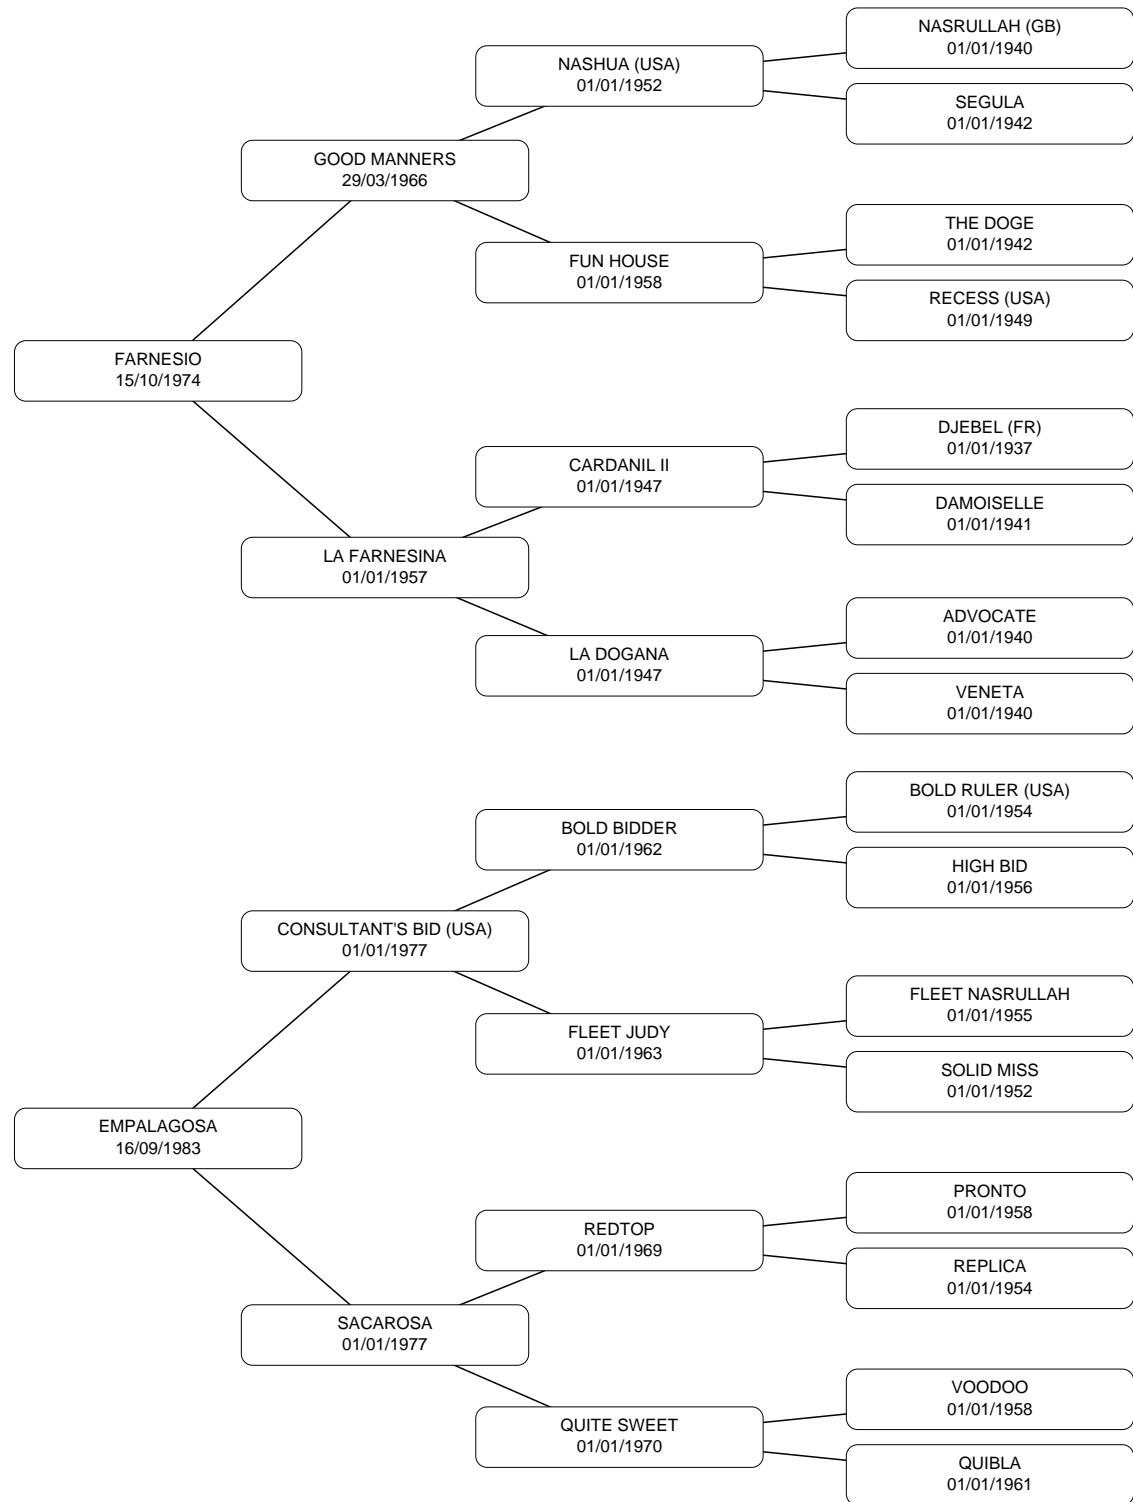 NASRULLAH (GB)
01/01/1940
NASHUA (USA)
01/01/1952
SEGULA
01/01/1942
GOOD MANNERS
29/03/1966
THE DOGE
01/01/1942
FUN HOUSE
01/01/1958
RECESS (USA)
01/01/1949
FARNESIO
15/10/1974
DJEBEL (FR)
01/01/1937
CARDANIL II
01/01/1947
DAMOISELLE
01/01/1941
LA FARNESINA
01/01/1957
ADVOCATE
01/01/1940
LA DOGANA
01/01/1947
VENETA
01/01/1940
BOLD RULER (USA)
01/01/1954
BOLD BIDDER
01/01/1962
HIGH BID
01/01/1956
CONSULTANT'S BID (USA)
01/01/1977
FLEET NASRULLAH
01/01/1955
FLEET JUDY
01/01/1963
SOLID MISS
01/01/1952
EMPALAGOSA
16/09/1983
PRONTO
01/01/1958
REDTOP
01/01/1969
REPLICA
01/01/1954
SACAROSA
01/01/1977
VOODOO
01/01/1958
QUITE SWEET
01/01/1970
QUIBLA
01/01/1961